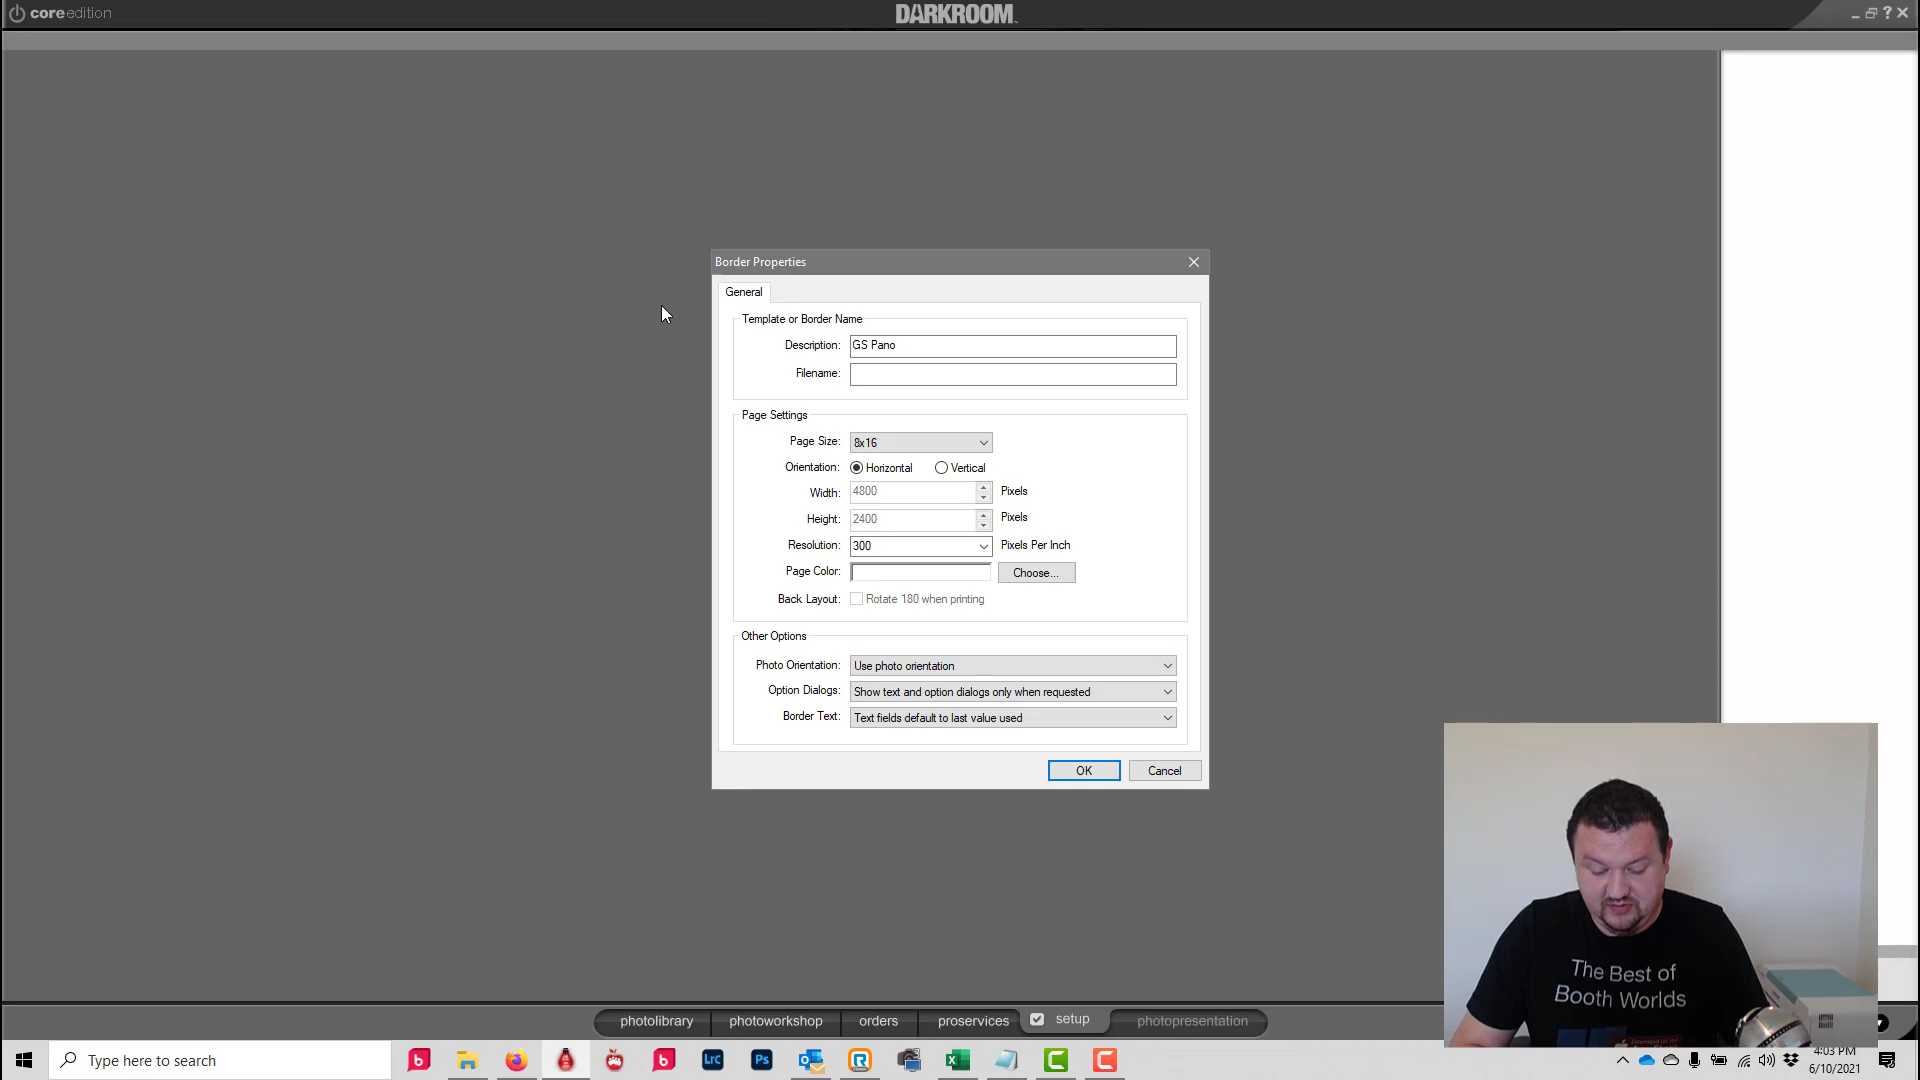 coreedition
DARKROOM
Border Properties
General
Template or Border Name
Description: GS Pano
Filename:
Page Settings
Page Size: 8x16
Orientation: Horizontal Vertical
Width: 4800 Pixels
Height: 2400 Pixels
Resolution: 300 Pixels Per Inch
Page Color: Choose...
Back Layout: Rotate 180 when printing
Other Options
Photo Orientation: Use photo orientation
Option Dialogs: Show text and option dialogs only when requested
Border Text: Text fields default to last value used
OK Cancel
The Best of
Booth Worlds
photolibrary photoworkshop orders proservices setup photopresentation
Type here to search
LrC Ps
4:03 PM
6/10/2021